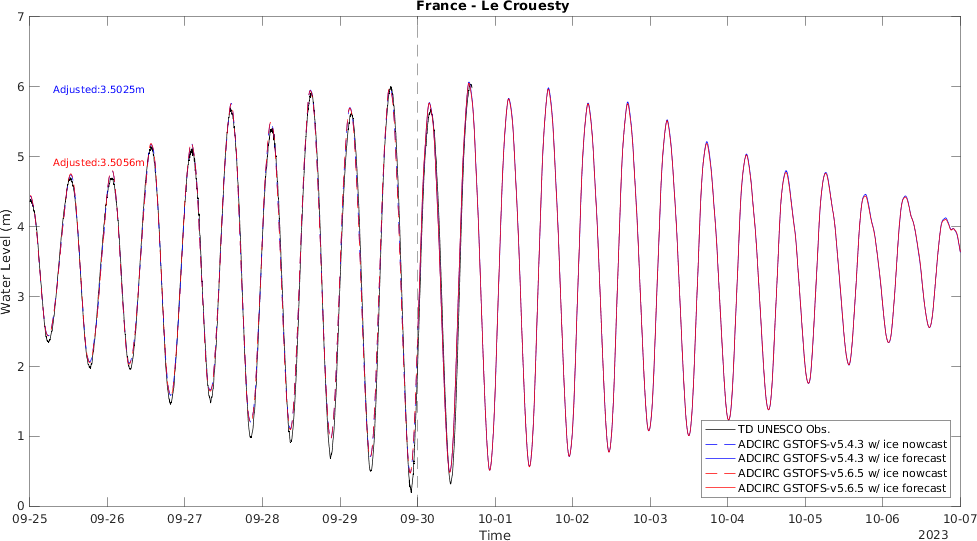 France - Le Crouesty
7
6
5
4
3
2
1
0
Water Level (m)
Adjusted:3.5025m
Adjusted:3.5056m
TD UNESCO Obs.
ADCIRC GSTOFS-v5.4.3 w/ ice nowcast
ADCIRC GSTOFS-v5.4.3 w/ ice forecast
ADCIRC GSTOFS-v5.6.5 w/ ice nowcast
ADCIRC GSTOFS-v5.6.5 w/ ice forecast
09-25 09-26 09-27 09-28 09-29 09-30 10-01 10-02 10-03 10-04 10-05 10-06 10-07
Time
2023